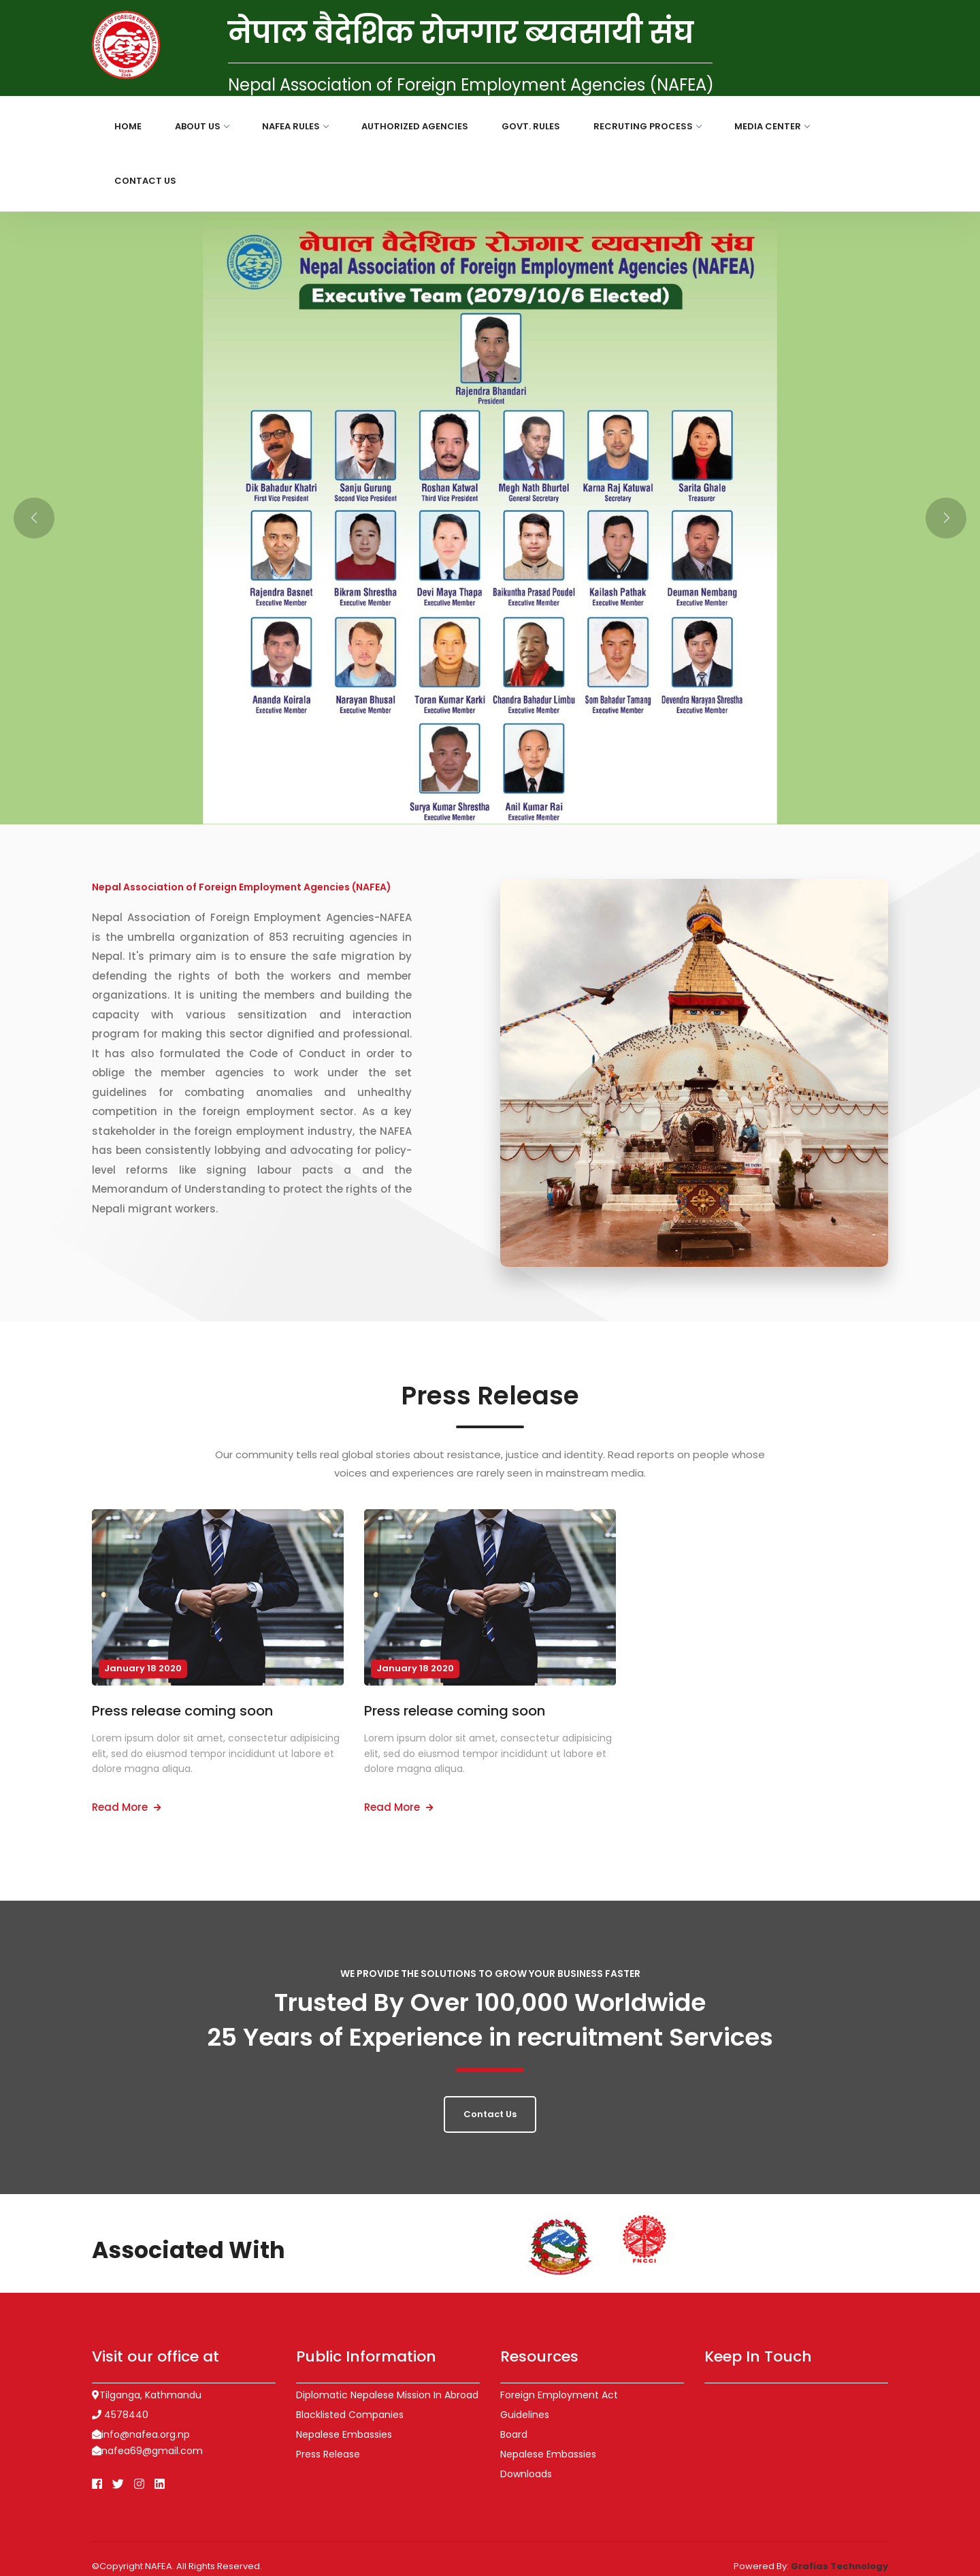 नेपाल बैदेशिक रोजगार ब्यवसायी संघ
Nepal Association of Foreign Employment Agencies (NAFEA)
HOME ABOUT US NAFEA RULES AUTHORIZED AGENCIES GOVT. RULES RECRUTING PROCESS MEDIA CENTER
CONTACT US
नेपाल वैदेशिक रोजगार व्यवसायी संघ
Nepal Association of Foreign Employment Agencies (NAFEA)
Executive Team (2079/10/6 Elected)
Rajendra Bhandari
President
Dik Bahadur Khatri Sanju Gurung Roshan Katwal Megh Nath Bhurtel Karna Raj Katuwal Sarita Ghale
First Vice President Second Vice President Third Vice President General Secretary Secretary Treasurer
Rajendra Basnet Bikram Shrestha Devi Maya Thapa Baikuntha Prasad Poudel Kailash Pathak Deuman Nembang
Executive Member Executive Member Executive Member Executive Member Executive Member Executive Member
Ananda Koirala Narayan Bhusal Toran Kumar Karki Chandra Bahadur Limbu Som Bahadur Tamang Devendra Narayan Shrestha
Executive Member Executive Member Executive Member Executive Member Executive Member Executive Member
Surya Kumar Shrestha Anil Kumar Rai
Executive Member Executive Member
Nepal Association of Foreign Employment Agencies (NAFEA)
Nepal Association of Foreign Employment Agencies-NAFEA
is the umbrella organization of 853 recruiting agencies in
Nepal. It's primary aim is to ensure the safe migration by
defending the rights of both the workers and member
organizations. It is uniting the members and building the
capacity with various sensitization and interaction
program for making this sector dignified and professional.
It has also formulated the Code of Conduct in order to
oblige the member agencies to work under the set
guidelines for combating anomalies and unhealthy
competition in the foreign employment sector. As a key
stakeholder in the foreign employment industry, the NAFEA
has been consistently lobbying and advocating for policy-
level reforms like signing labour pacts a and the
Memorandum of Understanding to protect the rights of the
Nepali migrant workers.
Press Release
Our community tells real global stories about resistance, justice and identity. Read reports on people whose
voices and experiences are rarely seen in mainstream media.
January 18 2020 January 18 2020
Press release coming soon Press release coming soon
Lorem ipsum dolor sit amet, consectetur adipisicing
elit, sed do eiusmod tempor incididunt ut labore et
dolore magna aliqua.
Lorem ipsum dolor sit amet, consectetur adipisicing
elit, sed do eiusmod tempor incididunt ut labore et
dolore magna aliqua.
Read More Read More
WE PROVIDE THE SOLUTIONS TO GROW YOUR BUSINESS FASTER
Trusted By Over 100,000 Worldwide
25 Years of Experience in recruitment Services
Contact Us
Associated With
FNCCI
Visit our office at
Tilganga, Kathmandu
4578440
info@nafea.org.np
nafea69@gmail.com
Public Information
Diplomatic Nepalese Mission In Abroad
Blacklisted Companies
Nepalese Embassies
Press Release
Resources
Foreign Employment Act
Guidelines
Board
Nepalese Embassies
Downloads
Keep In Touch
©Copyright NAFEA. All Rights Reserved.
Powered By: Grafias Technology